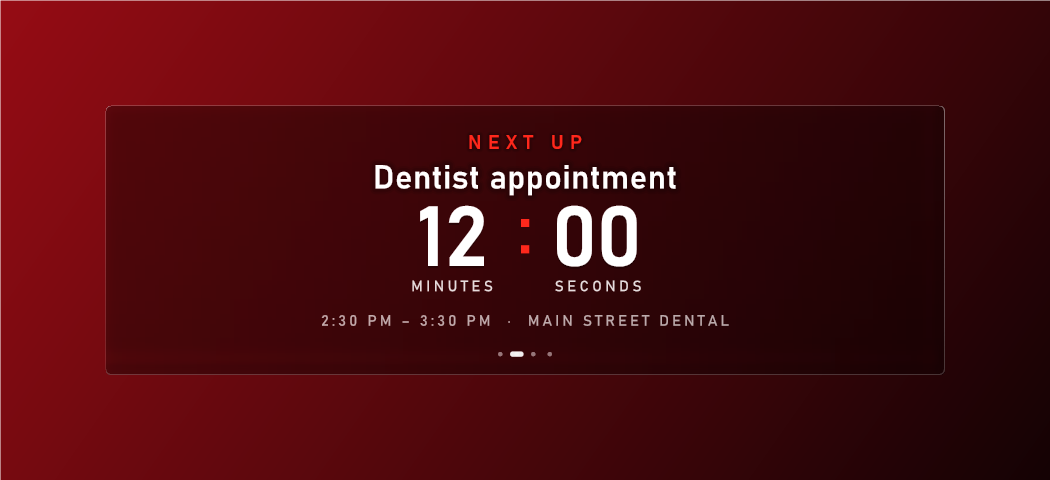 NEXT UP
Dentist appointment
12 : 00
MINUTES SECONDS
2:30 PM – 3:30 PM · MAIN STREET DENTAL